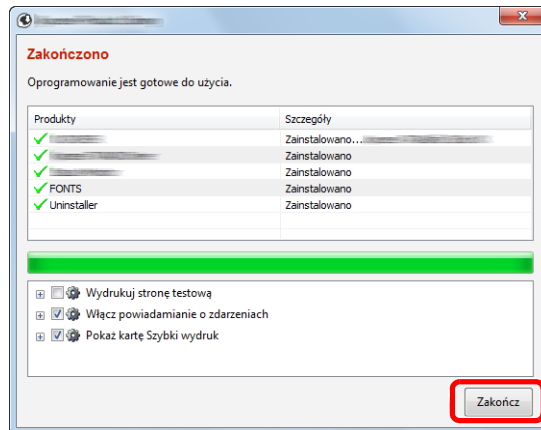 Zakończono
Oprogramowanie jest gotowe do użycia.
Produkty Szczegóły
Zainstalowano...
Zainstalowano
Zainstalowano
FONTS Zainstalowano
Uninstaller Zainstalowano
Wydrukuj stronę testową
Włącz powiadamianie o zdarzeniach
Pokaż kartę Szybki wydruk
Zakończ